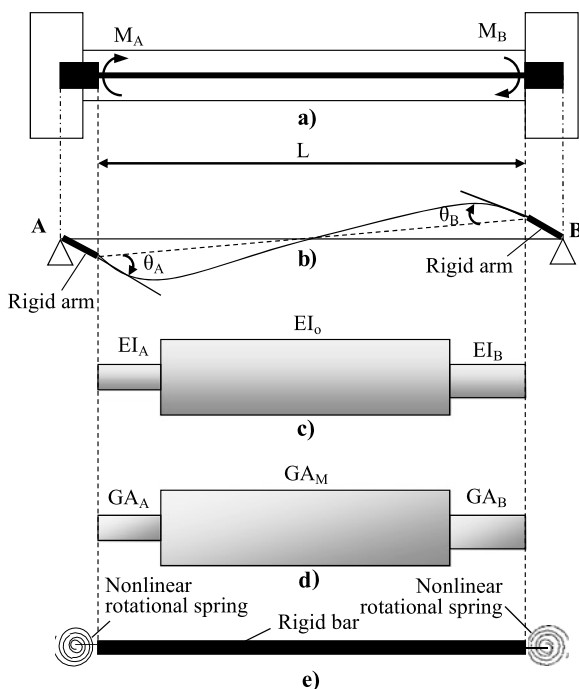 M_A
M_B
a)
L
A
θ_B
B
b)
θ_A
Rigid arm
Rigid arm
EI_o
EI_A
EI_B
c)
GA_M
GA_A
GA_B
d)
Nonlinear
rotational spring
Nonlinear
rotational spring
Rigid bar
e)